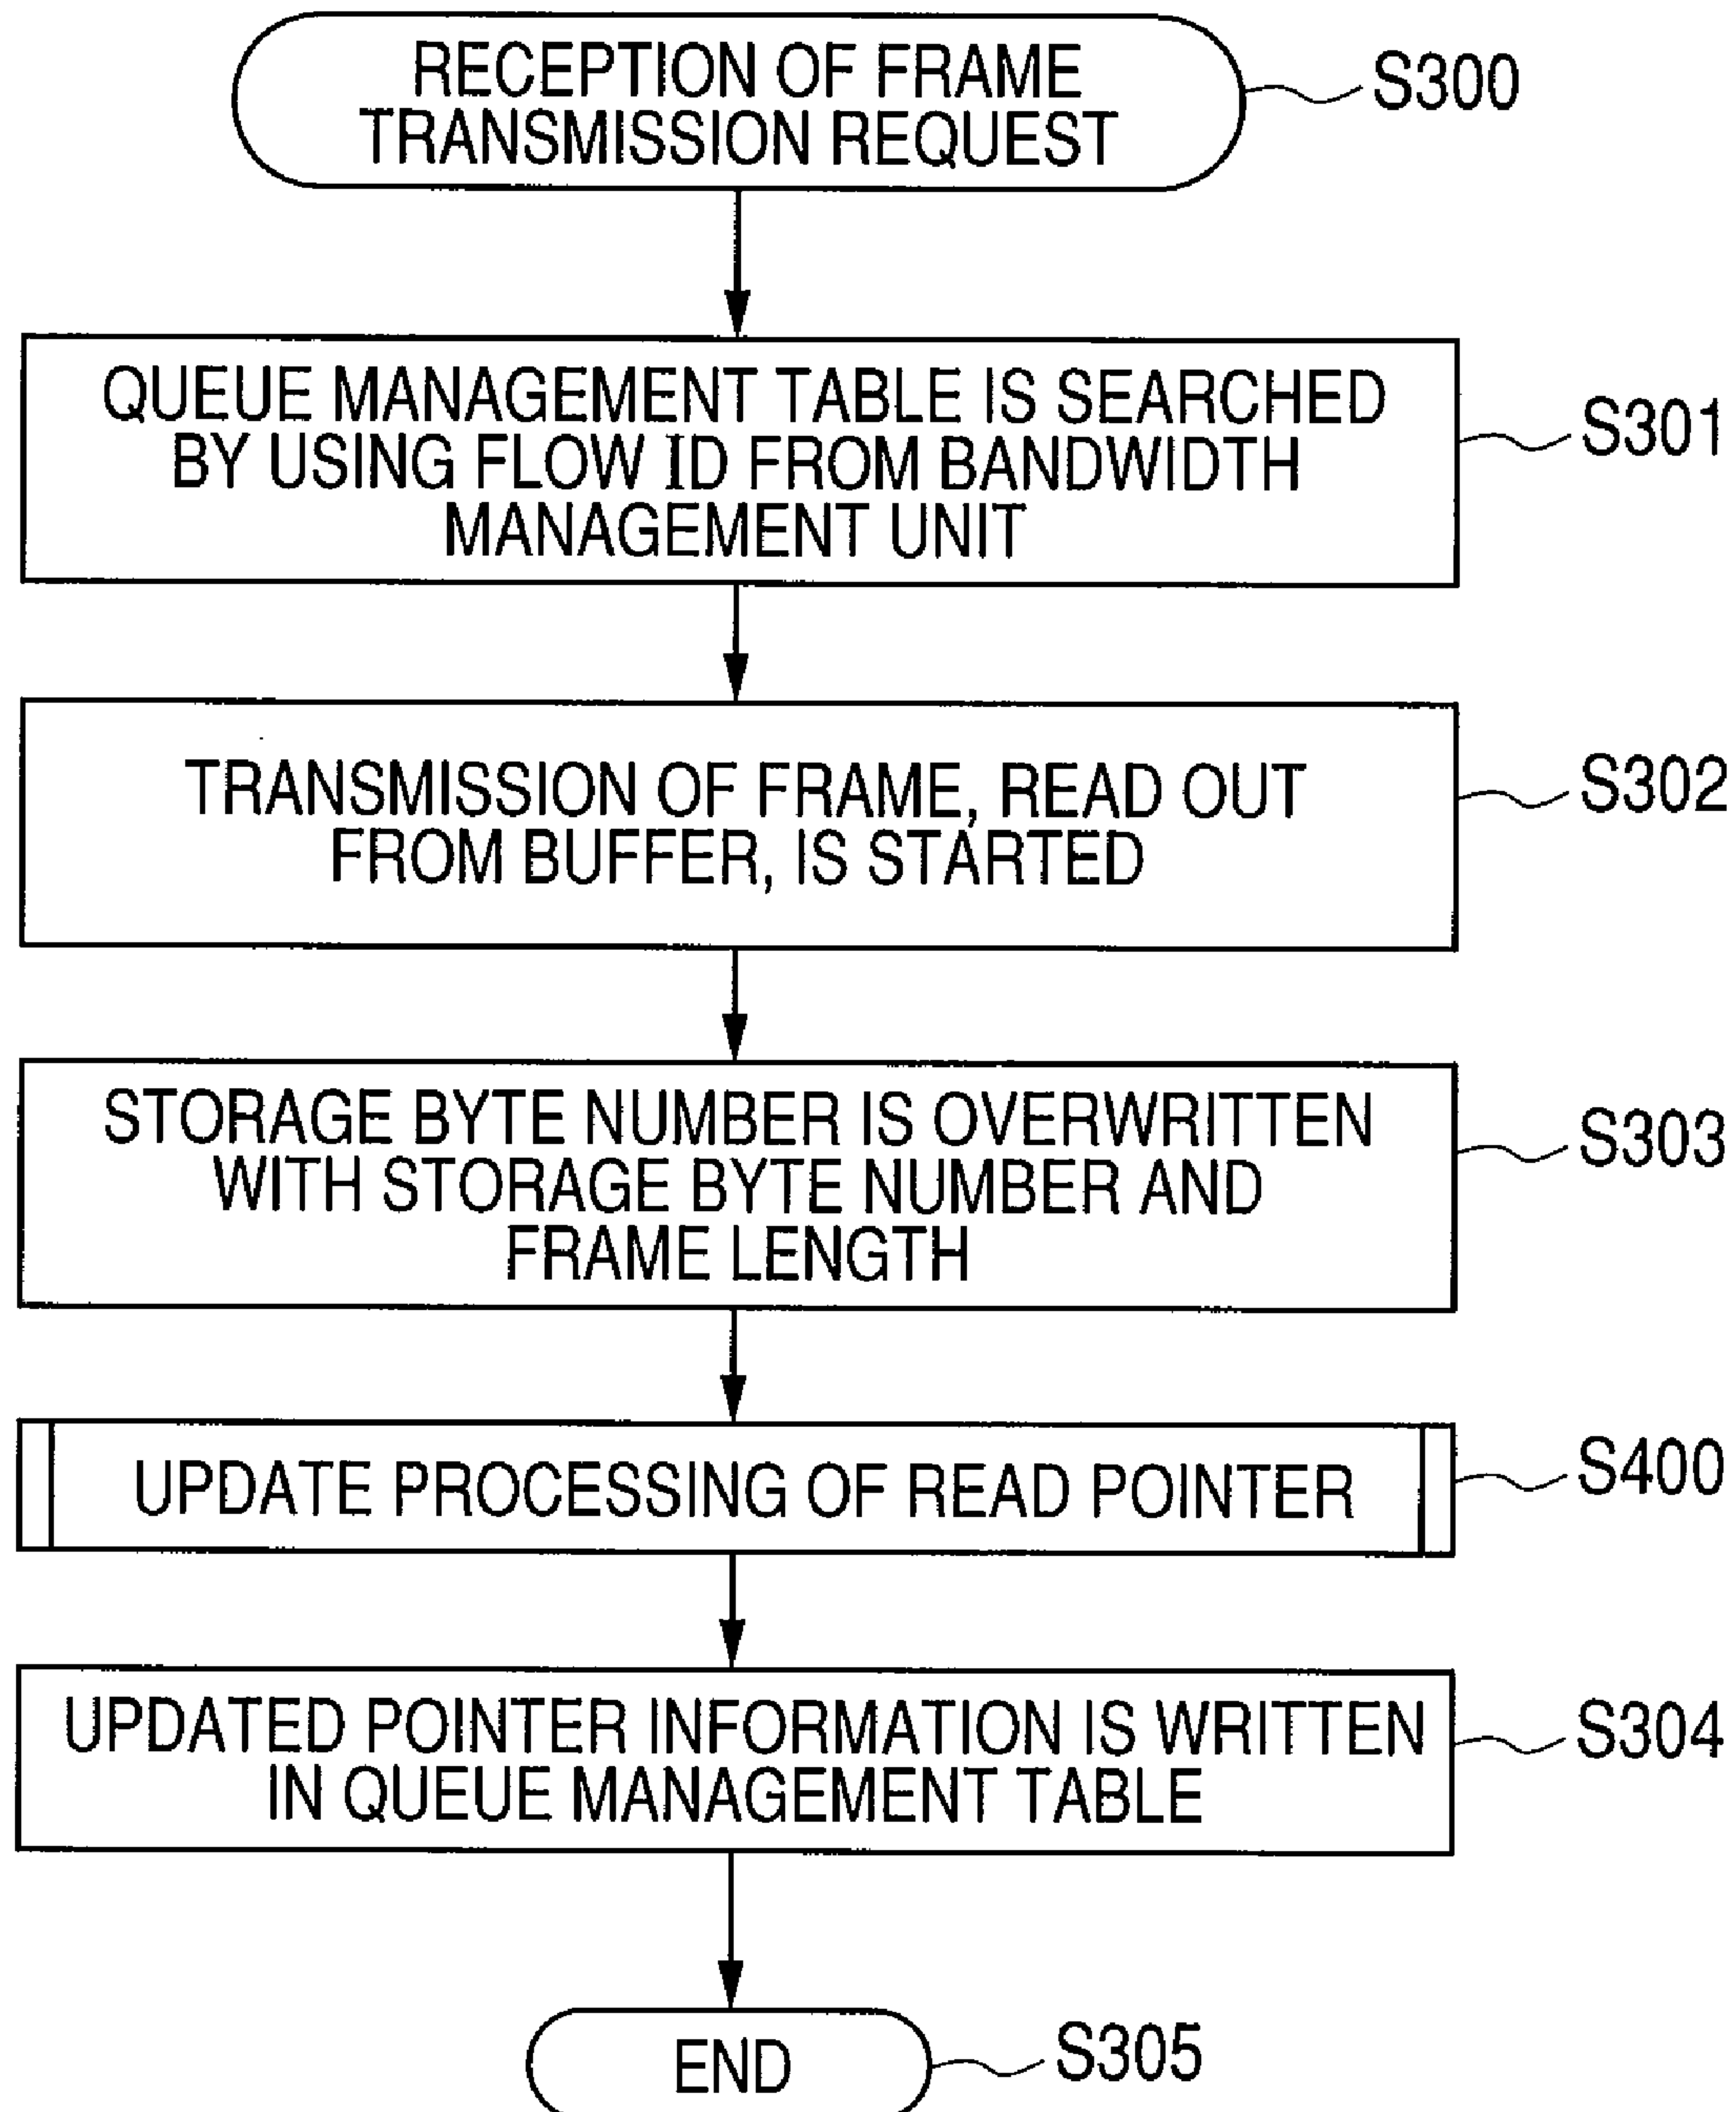 RECEPTION OF FRAME
TRANSMISSION REQUEST
S300
QUEUE MANAGEMENT TABLE IS SEARCHED
BY USING FLOW ID FROM BANDWIDTH
MANAGEMENT UNIT
S301
TRANSMISSION OF FRAME, READ OUT
FROM BUFFER, IS STARTED
S302
STORAGE BYTE NUMBER IS OVERWRITTEN
WITH STORAGE BYTE NUMBER AND
FRAME LENGTH
S303
UPDATE PROCESSING OF READ POINTER
S400
UPDATED POINTER INFORMATION IS WRITTEN
IN QUEUE MANAGEMENT TABLE
S304
END
S305